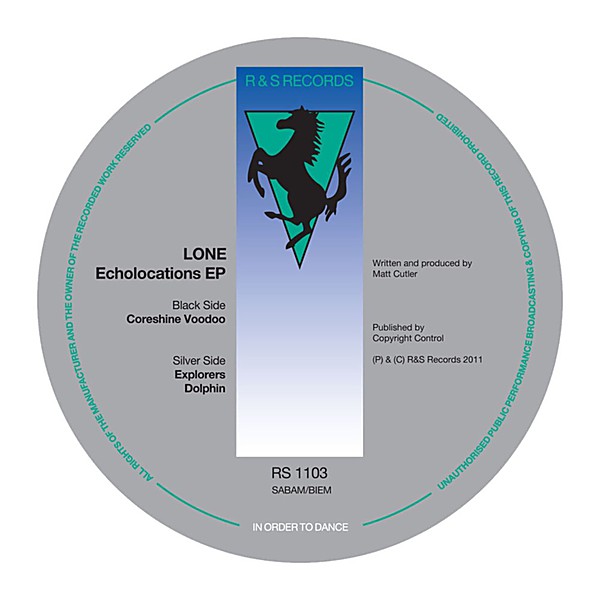 R & S RECORDS
LONE
Echolocations EP
Black Side
Coreshine Voodoo
Silver Side
Explorers
Dolphin
Written and produced by
Matt Cutler
Published by
Copyright Control
(P) & (C) R&S Records 2011
RS 1103
SABAM/BIEM
IN ORDER TO DANCE
ALL RIGHTS OF THE MANUFACTURER AND THE OWNER OF THE RECORDED WORK RESERVED
UNAUTHORISED PUBLIC PERFORMANCE BROADCASTING & COPYING OF THIS RECORD PROHIBITED